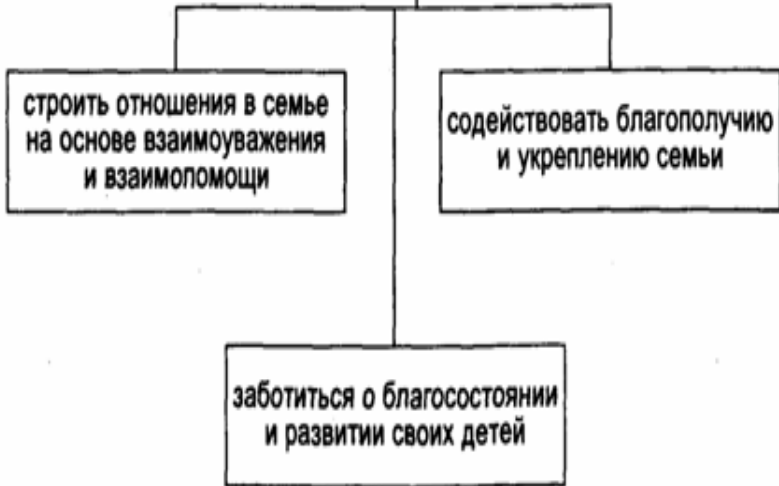 строить отношения в семье
на основе взаимоуважения
и взаимопомощи
содействовать благополучию
и укреплению семьи
заботиться о благосостоянии
и развитии своих детей